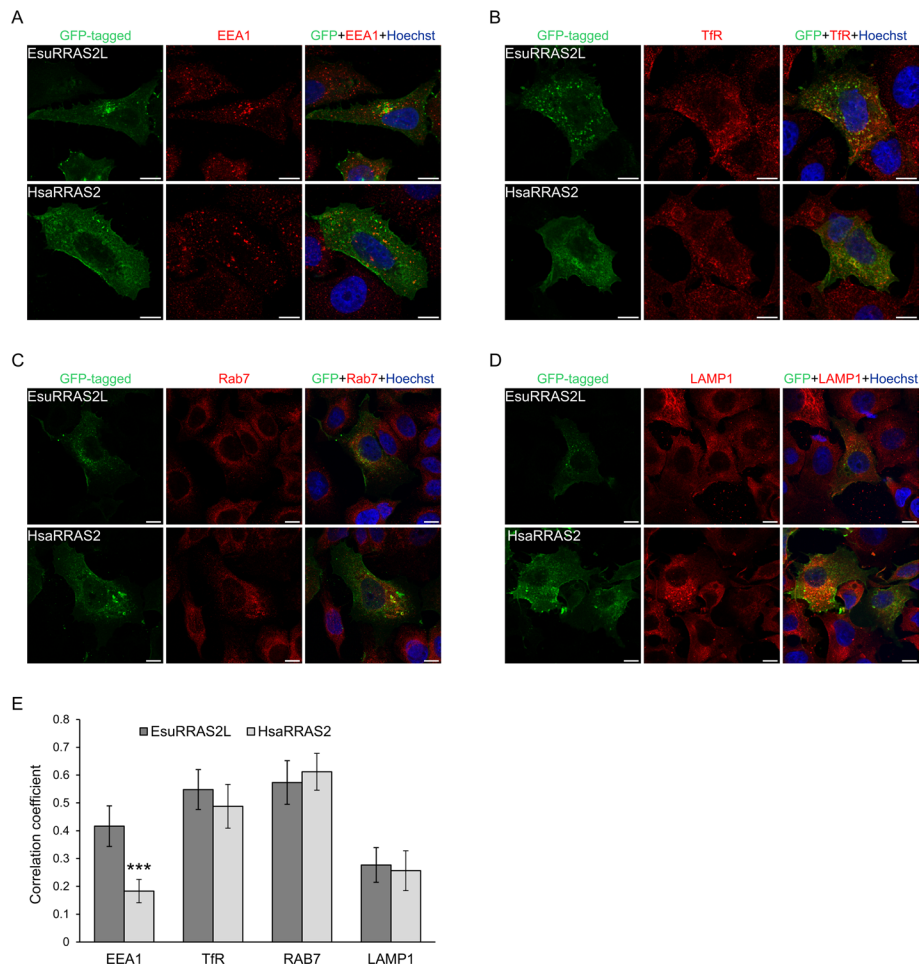 A
GFP-tagged EEA1 GFP+EEA1+Hoechst
EsuRRAS2L
HsaRRAS2
B
GFP-tagged TfR GFP+TfR+Hoechst
EsuRRAS2L
HsaRRAS2
C
GFP-tagged Rab7 GFP+Rab7+Hoechst
EsuRRAS2L
HsaRRAS2
D
GFP-tagged LAMP1 GFP+LAMP1+Hoechst
EsuRRAS2L
HsaRRAS2
E
EsuRRAS2L HsaRRAS2
Correlation coefficient
0.8
0.7
0.6
0.5
0.4
0.3
0.2
0.1
0
***
EEA1 TfR RAB7 LAMP1